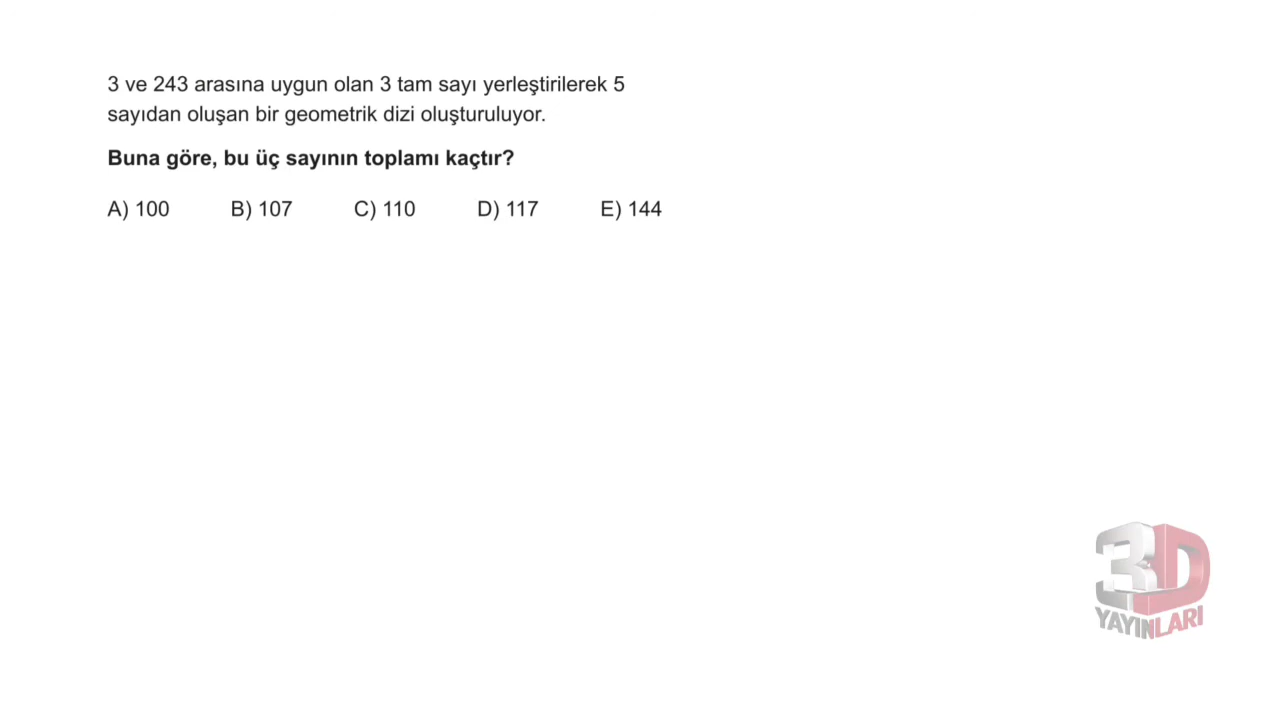 3 ve 243 arasına uygun olan 3 tam sayı yerleştirilerek 5
sayıdan oluşan bir geometrik dizi oluşturuluyor.
Buna göre, bu üç sayının toplamı kaçtır?
A) 100 B) 107 C) 110 D) 117 E) 144
3D
YAYINLARI